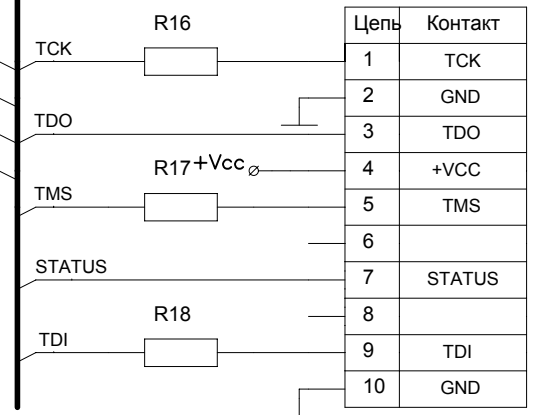 R16
Цепь Контакт
TCK
1 TCK
2 GND
TDO
3 TDO
R17 +Vcc
4 +VCC
TMS
5 TMS
6
STATUS
7 STATUS
R18
8
TDI
9 TDI
10 GND